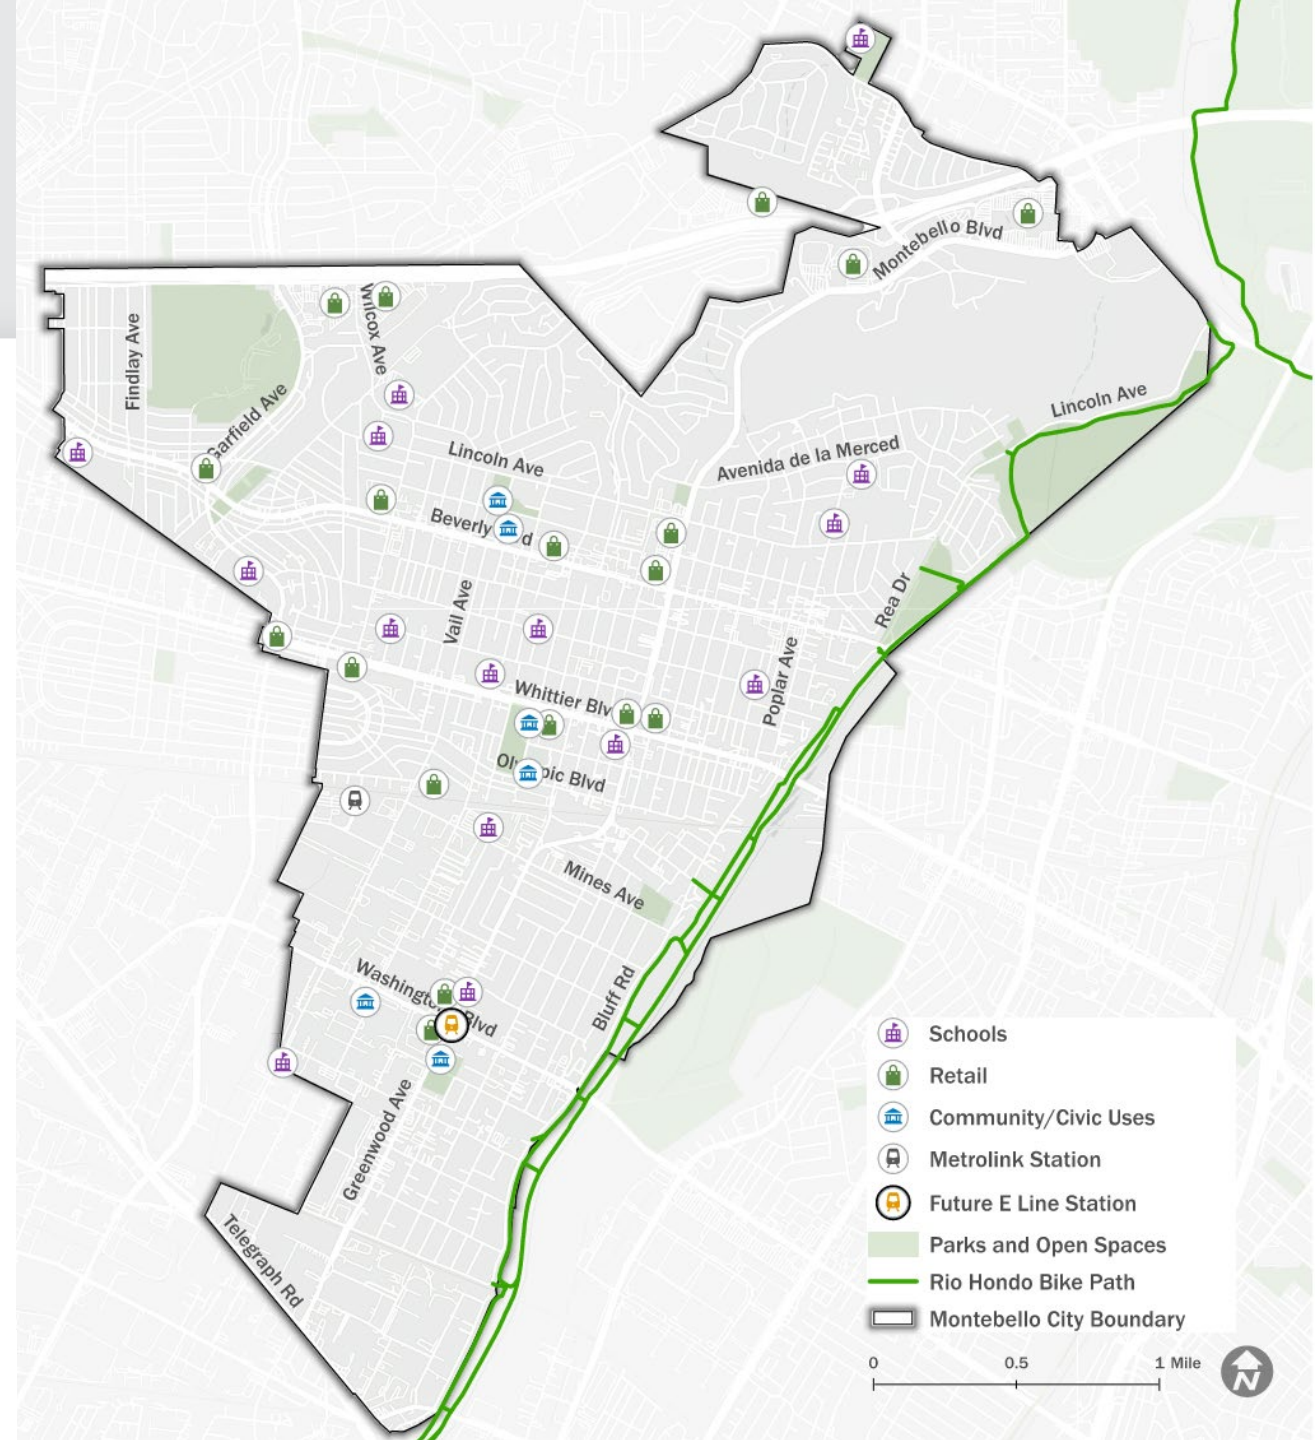 Montebello Blvd
Wilcox Ave
Findlay Ave
Garfield Ave
Lincoln Ave
Lincoln Ave
Avenida de la Merced
Beverly d
Vail Ave
Rea Dr
Poplar Ave
Whittier Blv
Ol pic Blvd
Mines Ave
Washingt Blvd
Bluff Rd
Greenwood Ave
Telegraph Rd
Schools
Retail
Community/Civic Uses
Metrolink Station
Future E Line Station
Parks and Open Spaces
Rio Hondo Bike Path
Montebello City Boundary
0 0.5 1 Mile
N